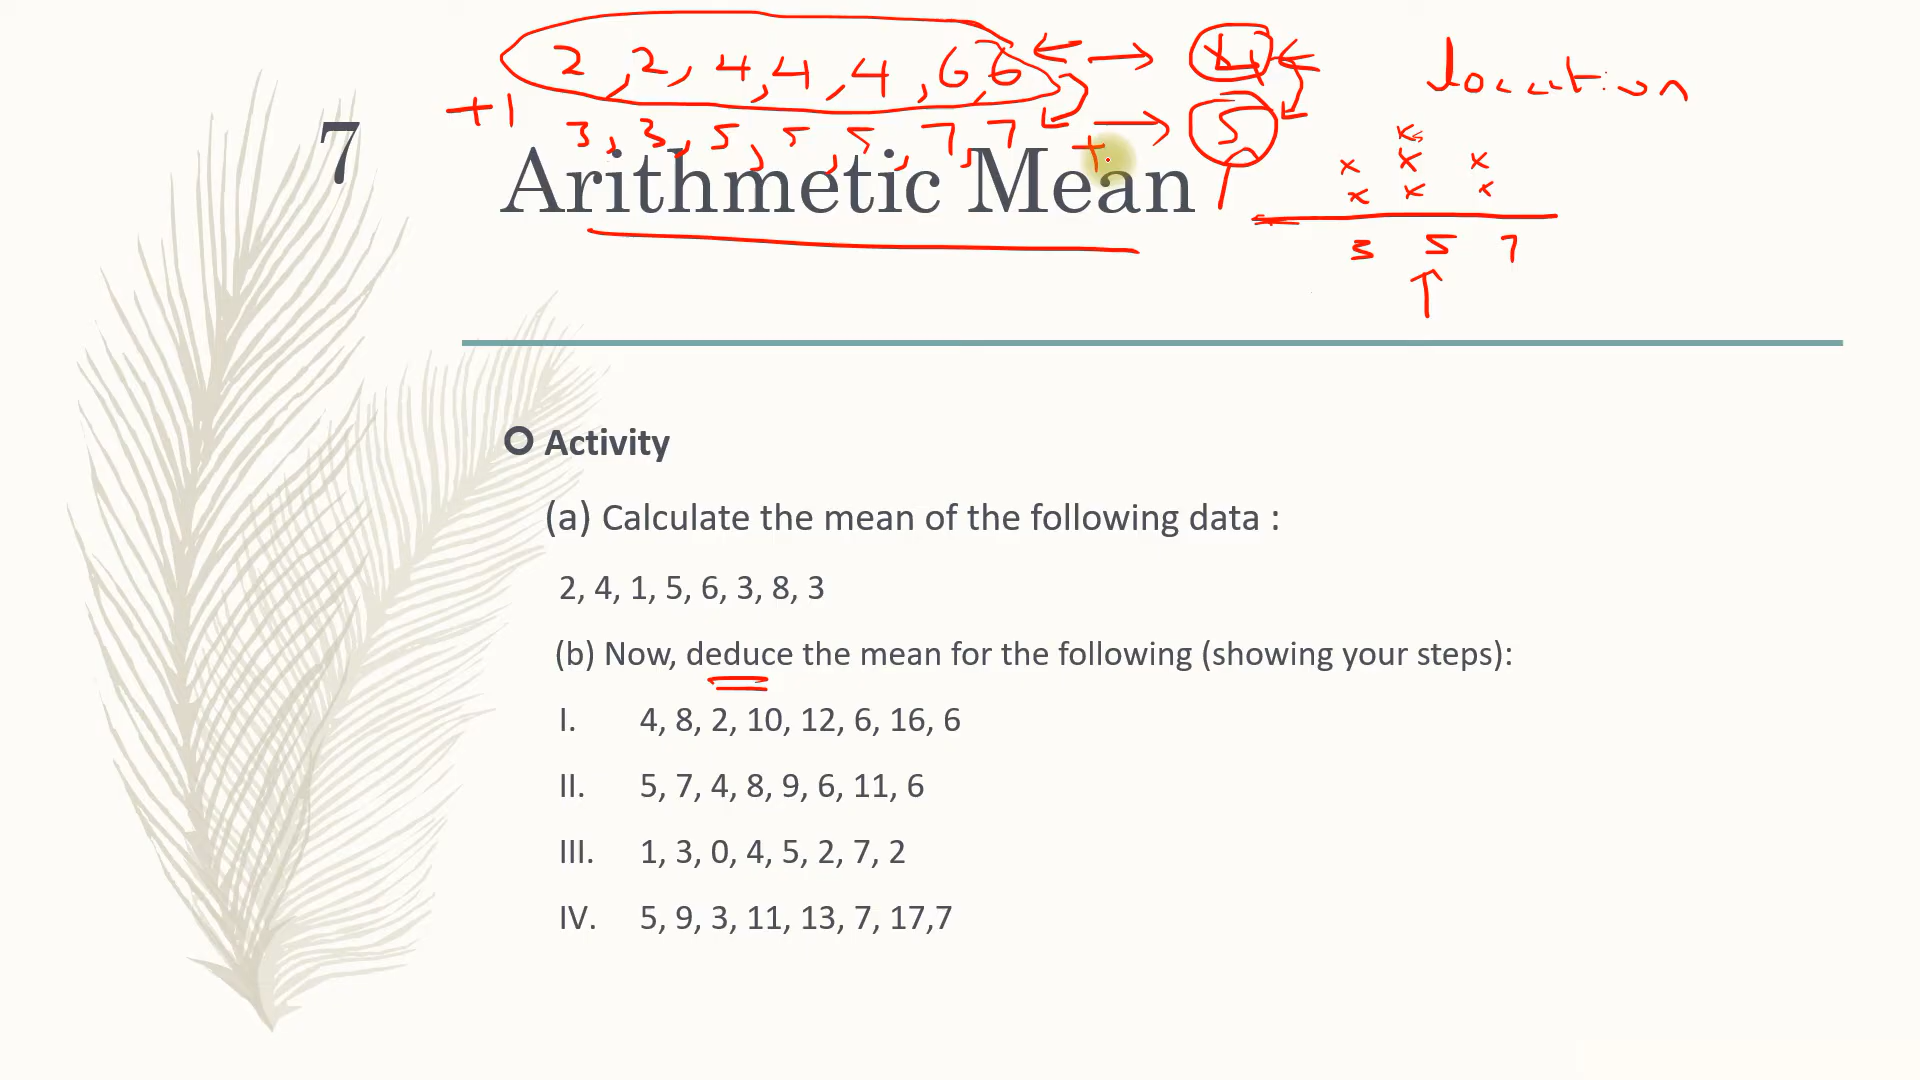 2, 2, 4, 4, 4, 6, 6 → 4 location
+1 3, 3, 5, 5, 5, 7, 7 → 5
7
Arithmetic Mean
3 5 7
Activity
(a) Calculate the mean of the following data :
2, 4, 1, 5, 6, 3, 8, 3
(b) Now, deduce the mean for the following (showing your steps):
I. 4, 8, 2, 10, 12, 6, 16, 6
II. 5, 7, 4, 8, 9, 6, 11, 6
III. 1, 3, 0, 4, 5, 2, 7, 2
IV. 5, 9, 3, 11, 13, 7, 17,7